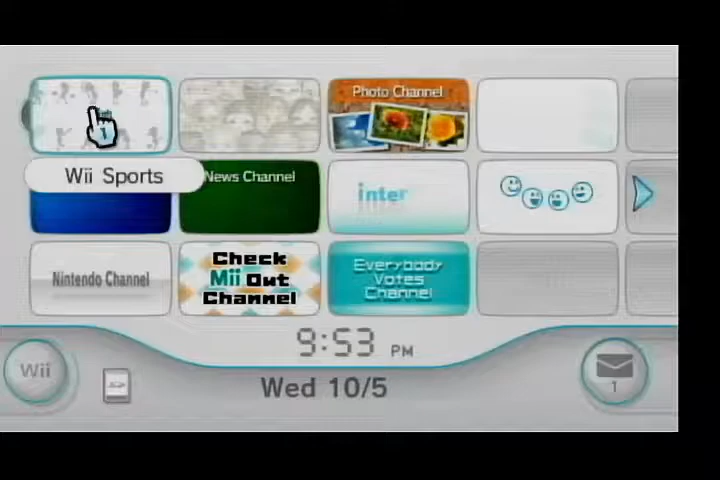 Photo Channel
Wii Sports
News Channel
inter
Nintendo Channel
Check
Mii Out
Channel
Everybody
Votes
Channel
9:53 PM
Wii
Wed 10/5
1